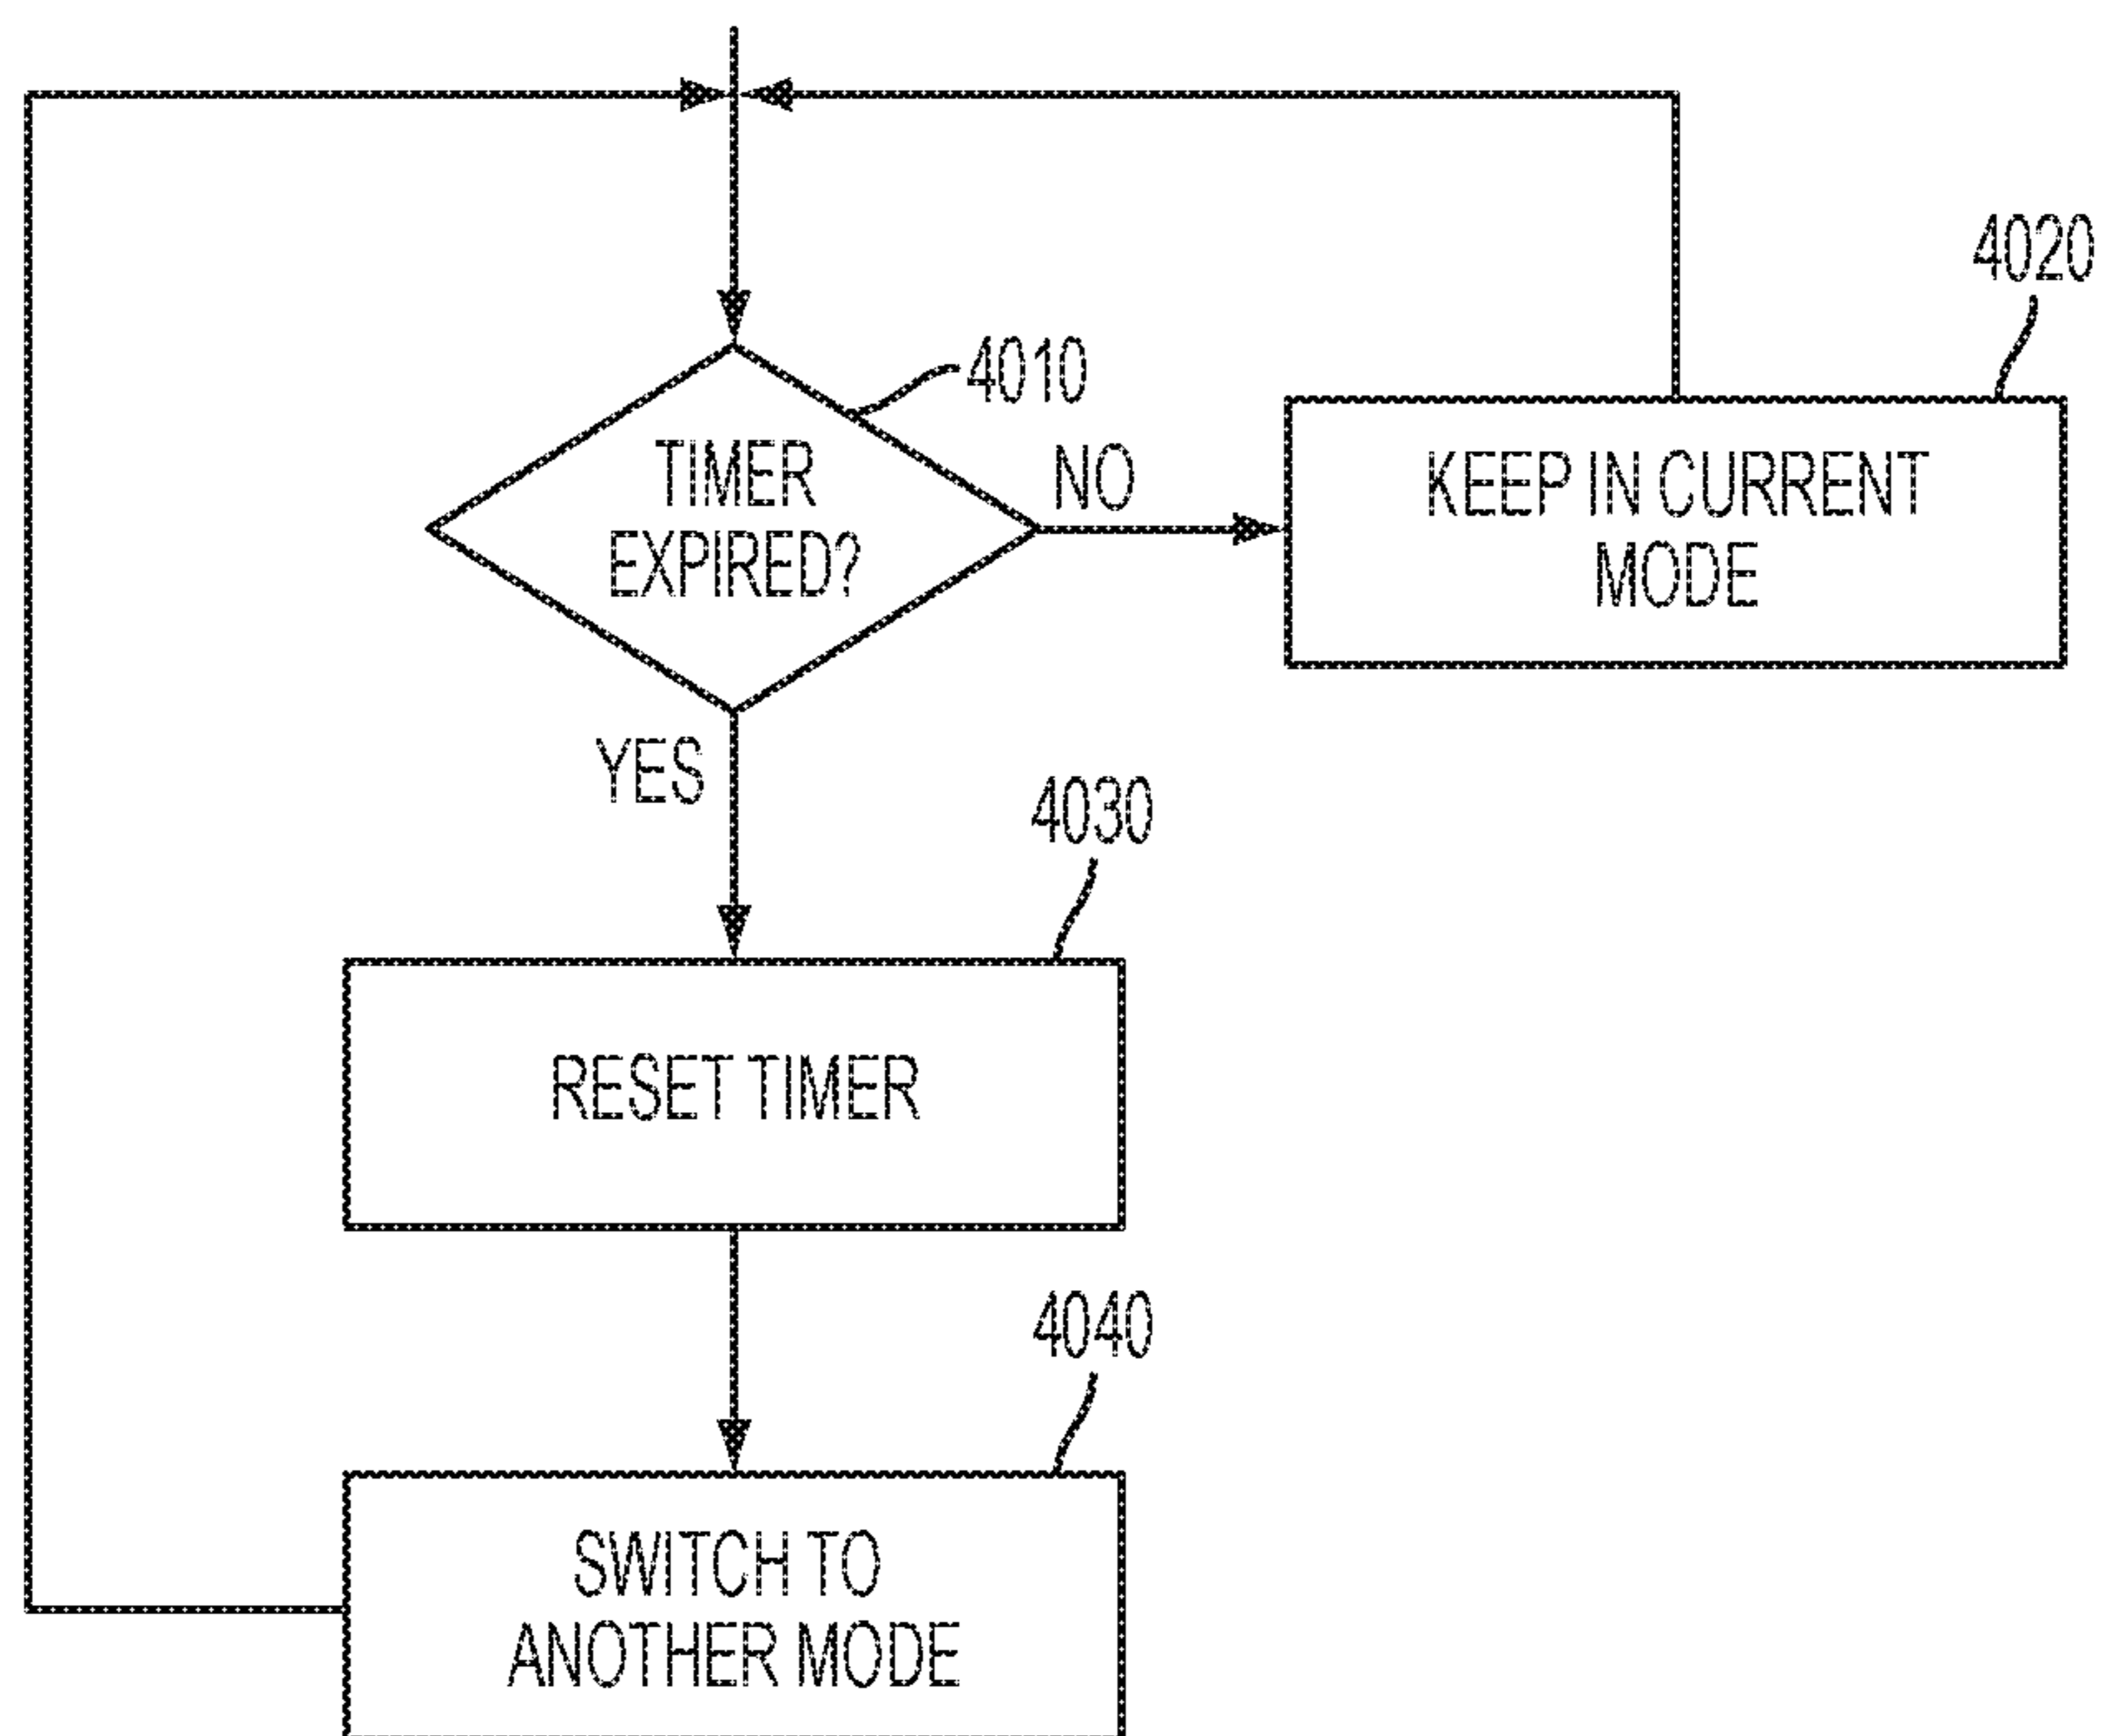 4020
4010
TIMER
EXPIRED?
NO
KEEP IN CURRENT
MODE
YES
4030
RESET TIMER
4040
SWITCH TO
ANOTHER MODE